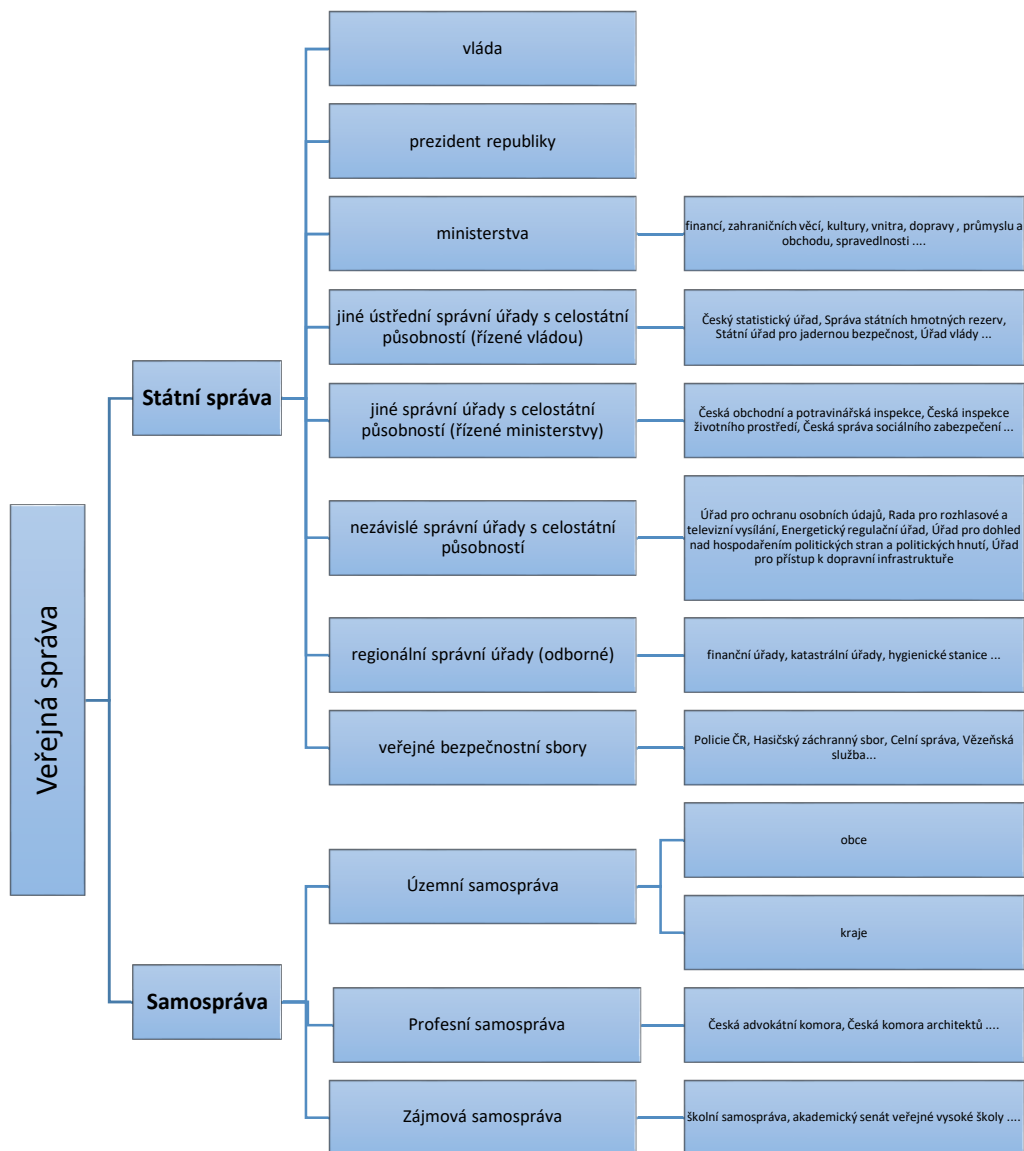 Veřejná správa
Státní správa
vláda
prezident republiky
ministerstva
financí, zahraničních věcí, kultury, vnitra, dopravy , průmyslu a
obchodu, spravedlnosti ....
jiné ústřední správní úřady s celostátní
působností (řízené vládou)
Český statistický úřad, Správa státních hmotných rezerv,
Státní úřad pro jadernou bezpečnost, Úřad vlády ...
jiné správní úřady s celostátní
působností (řízené ministerstvy)
Česká obchodní a potravinářská inspekce, Česká inspekce
životního prostředí, Česká správa sociálního zabezpečení ...
nezávislé správní úřady s celostátní
působností
Úřad pro ochranu osobních údajů, Rada pro rozhlasové a
televizní vysílání, Energetický regulační úřad, Úřad pro dohled
nad hospodařením politických stran a politických hnutí, Úřad
pro přístup k dopravní infrastruktuře
regionální správní úřady (odborné)
finanční úřady, katastrální úřady, hygienické stanice ...
veřejné bezpečnostní sbory
Policie ČR, Hasičský záchranný sbor, Celní správa, Vězeňská
služba...
Samospráva
Územní samospráva
obce
kraje
Profesní samospráva
Česká advokátní komora, Česká komora architektů ....
Zájmová samospráva
školní samospráva, akademický senát veřejné vysoké školy ....